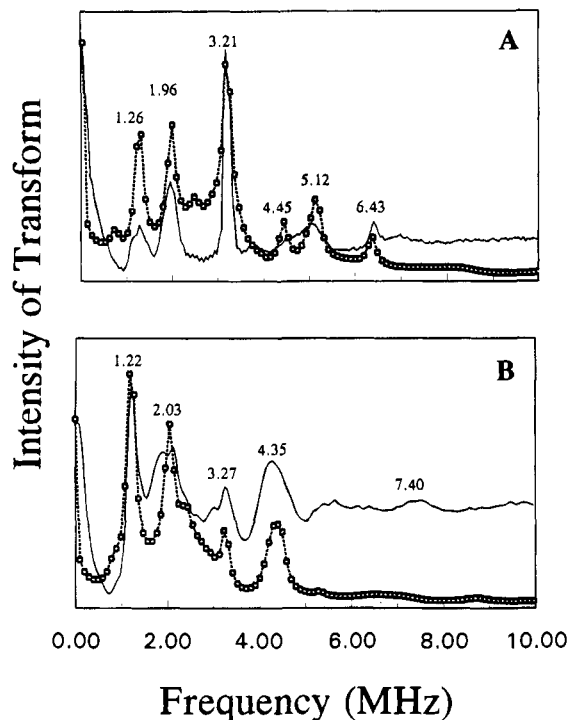 A
3.21
1.96
1.26
5.12
4.45
6.43
B
1.22
2.03
4.35
3.27
7.40
0.00 2.00 4.00 6.00 8.00 10.00
Frequency (MHz)
Intensity of Transform